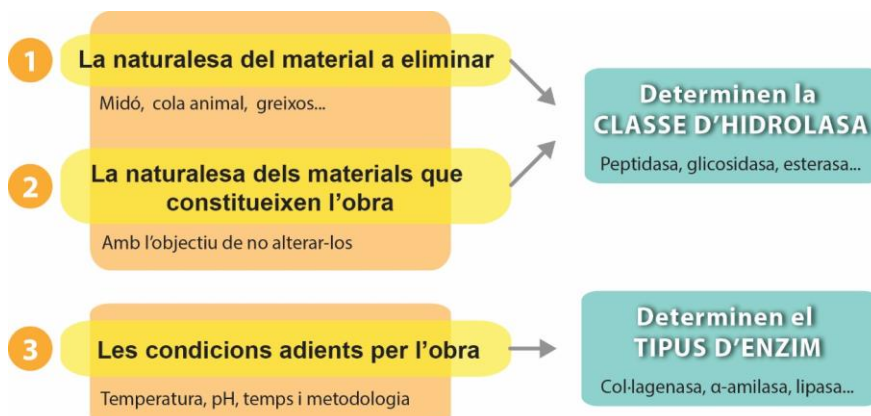 1
La naturalesa del material a eliminar
Midó, cola animal, greixos...
2
La naturalesa dels materials que
constitueixen l'obra
Amb l'objectiu de no alterar-los
Determinen la
CLASSE D'HIDROLASA
Peptidasa, glicosidasa, esterasa...
3
Les condicions adients per l'obra
Temperatura, pH, temps i metodologia
Determinen el
TIPUS D'ENZIM
Col·lagenasa, α-amilasa, lipasa...